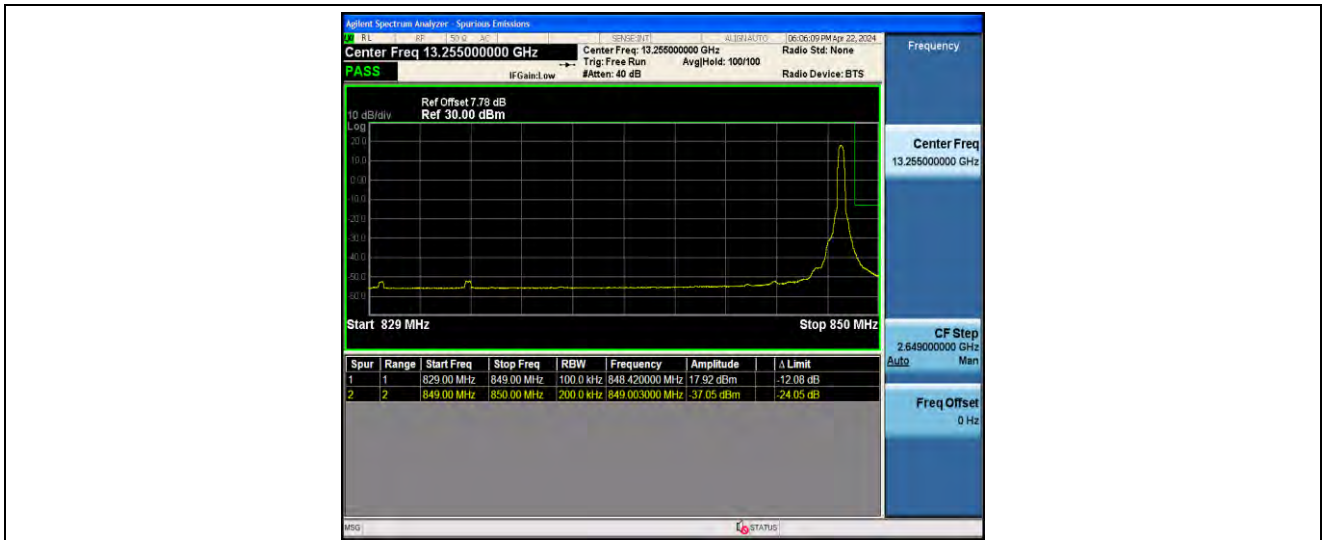 Agilent Spectrum Analyzer - Spurious Emissions
RL RF 50 Ω AC SENSE:INT ALIGN AUTO 06:06:09 PM Apr 22, 2024
Center Freq 13.255000000 GHz
Center Freq: 13.255000000 GHz
Radio Std: None
Trig: Free Run
Avg|Hold: 100/100
PASS
IFGain:Low
#Atten: 40 dB
Radio Device: BTS
Ref Offset 7.78 dB
10 dB/div Ref 30.00 dBm
Log
20.0
10.0
0.00
-10.0
-20.0
-30.0
-40.0
-50.0
-60.0
Start 829 MHz
Stop 850 MHz
Spur Range Start Freq Stop Freq RBW Frequency Amplitude Δ Limit
1 1 829.00 MHz 849.00 MHz 100.0 kHz 848.420000 MHz 17.92 dBm -12.08 dB
2 2 849.00 MHz 850.00 MHz 200.0 kHz 849.003000 MHz -37.05 dBm -24.05 dB
MSG
STATUS
Frequency
Center Freq
13.255000000 GHz
CF Step
2.649000000 GHz
Auto Man
Freq Offset
0 Hz